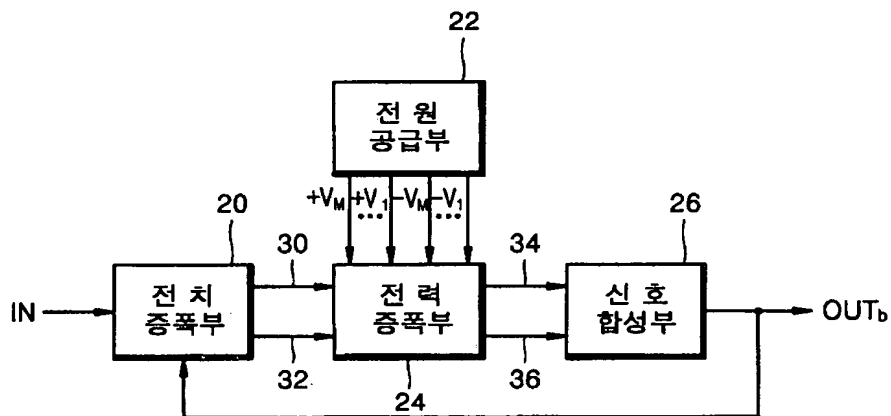 22
전 원
공급부
+V_M +V_1 -V_M -V_1
... ...
20
30
34
26
IN
전 치
증폭부
전 력
증폭부
신 호
합성부
OUT_b
32
24
36